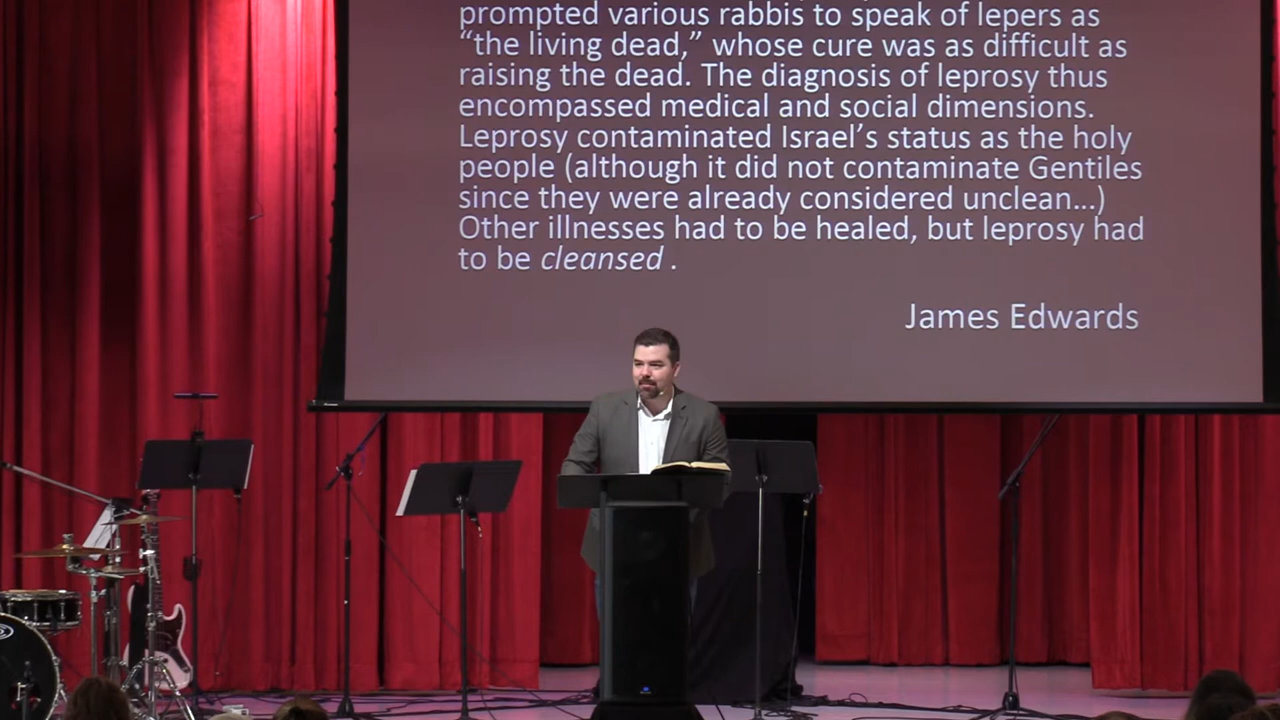 prompted various rabbis to speak of lepers as
“the living dead,” whose cure was as difficult as
raising the dead. The diagnosis of leprosy thus
encompassed medical and social dimensions.
Leprosy contaminated Israel’s status as the holy
people (although it did not contaminate Gentiles
since they were already considered unclean…)
Other illnesses had to be healed, but leprosy had
to be cleansed .
James Edwards